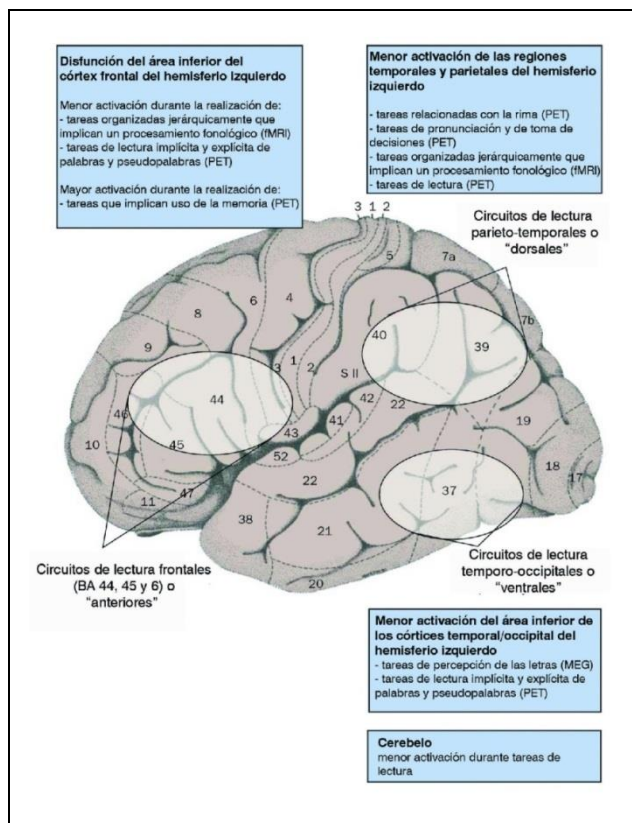 Disfunción del área inferior del
córtex frontal del hemisferio izquierdo
Menor activación durante la realización de:
- tareas organizadas jerárquicamente que
implican un procesamiento fonológico (fMRI)
- tareas de lectura implícita y explícita de
palabras y pseudopalabras (PET)
Mayor activación durante la realización de:
- tareas que implican uso de la memoria (PET)
Menor activación de las regiones
temporales y parietales del hemisferio
izquierdo
- tareas relacionadas con la rima (PET)
- tareas de pronunciación y de toma de
decisiones (PET)
- tareas organizadas jerárquicamente que
implican un procesamiento fonológico (fMRI)
- tareas de lectura (PET)
Circuitos de lectura
parieto-temporales o
“dorsales”
3 1 2
5
7a
6
4
8
40
7b
9
39
1
3
2
S II
44
42
46
41
22
19
43
45
10
52
18
17
37
22
47
11
38
21
20
Circuitos de lectura frontales
(BA 44, 45 y 6) o
“anteriores”
Circuitos de lectura
temporo-occipitales o
“ventrales”
Menor activación del área inferior de
los córtices temporal/occipital del
hemisferio izquierdo
- tareas de percepción de las letras (MEG)
- tareas de lectura implícita y explícita de
palabras y pseudopalabras (PET)
Cerebelo
menor activación durante tareas de
lectura